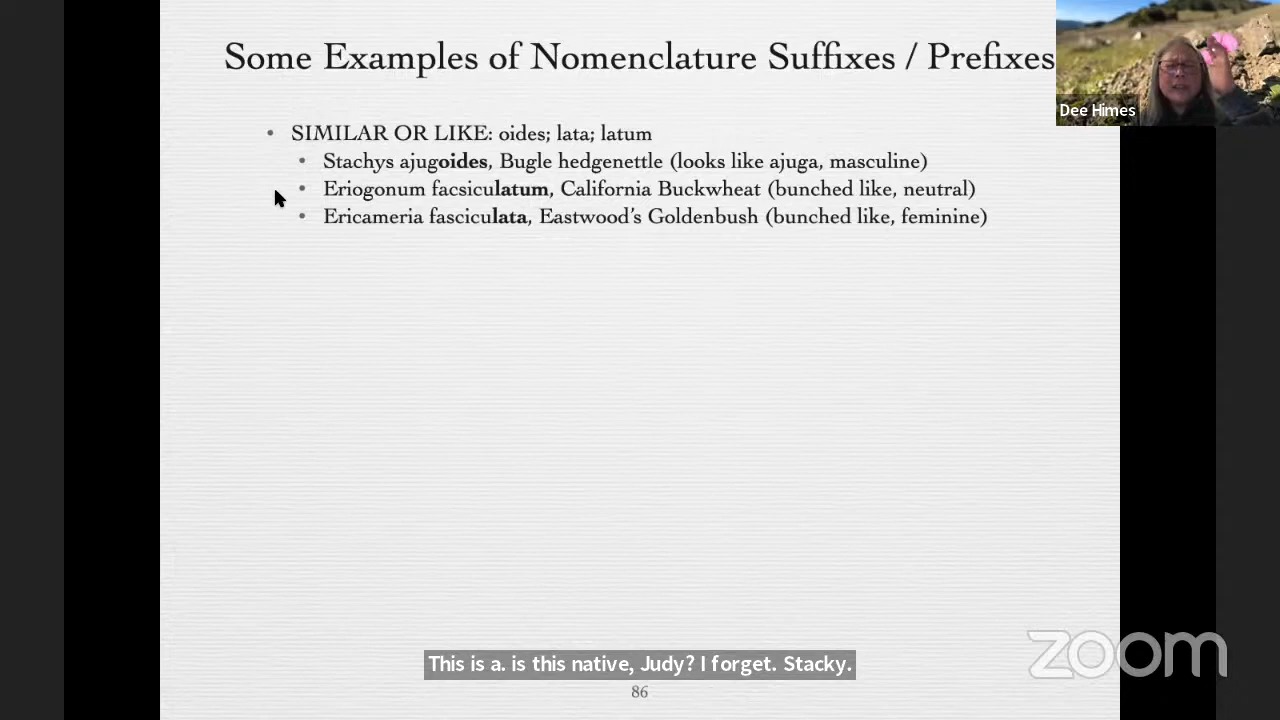 Some Examples of Nomenclature Suffixes / Prefixes
Dee Himes
• SIMILAR OR LIKE: oides; lata; latum
• Stachys ajugoides, Bugle hedgenettle (looks like ajuga, masculine)
• Eriogonum facsiculatum, California Buckwheat (bunched like, neutral)
• Ericameria fasciculata, Eastwood's Goldenbush (bunched like, feminine)
This is a. is this native, Judy? I forget. Stacky.
zoom
86